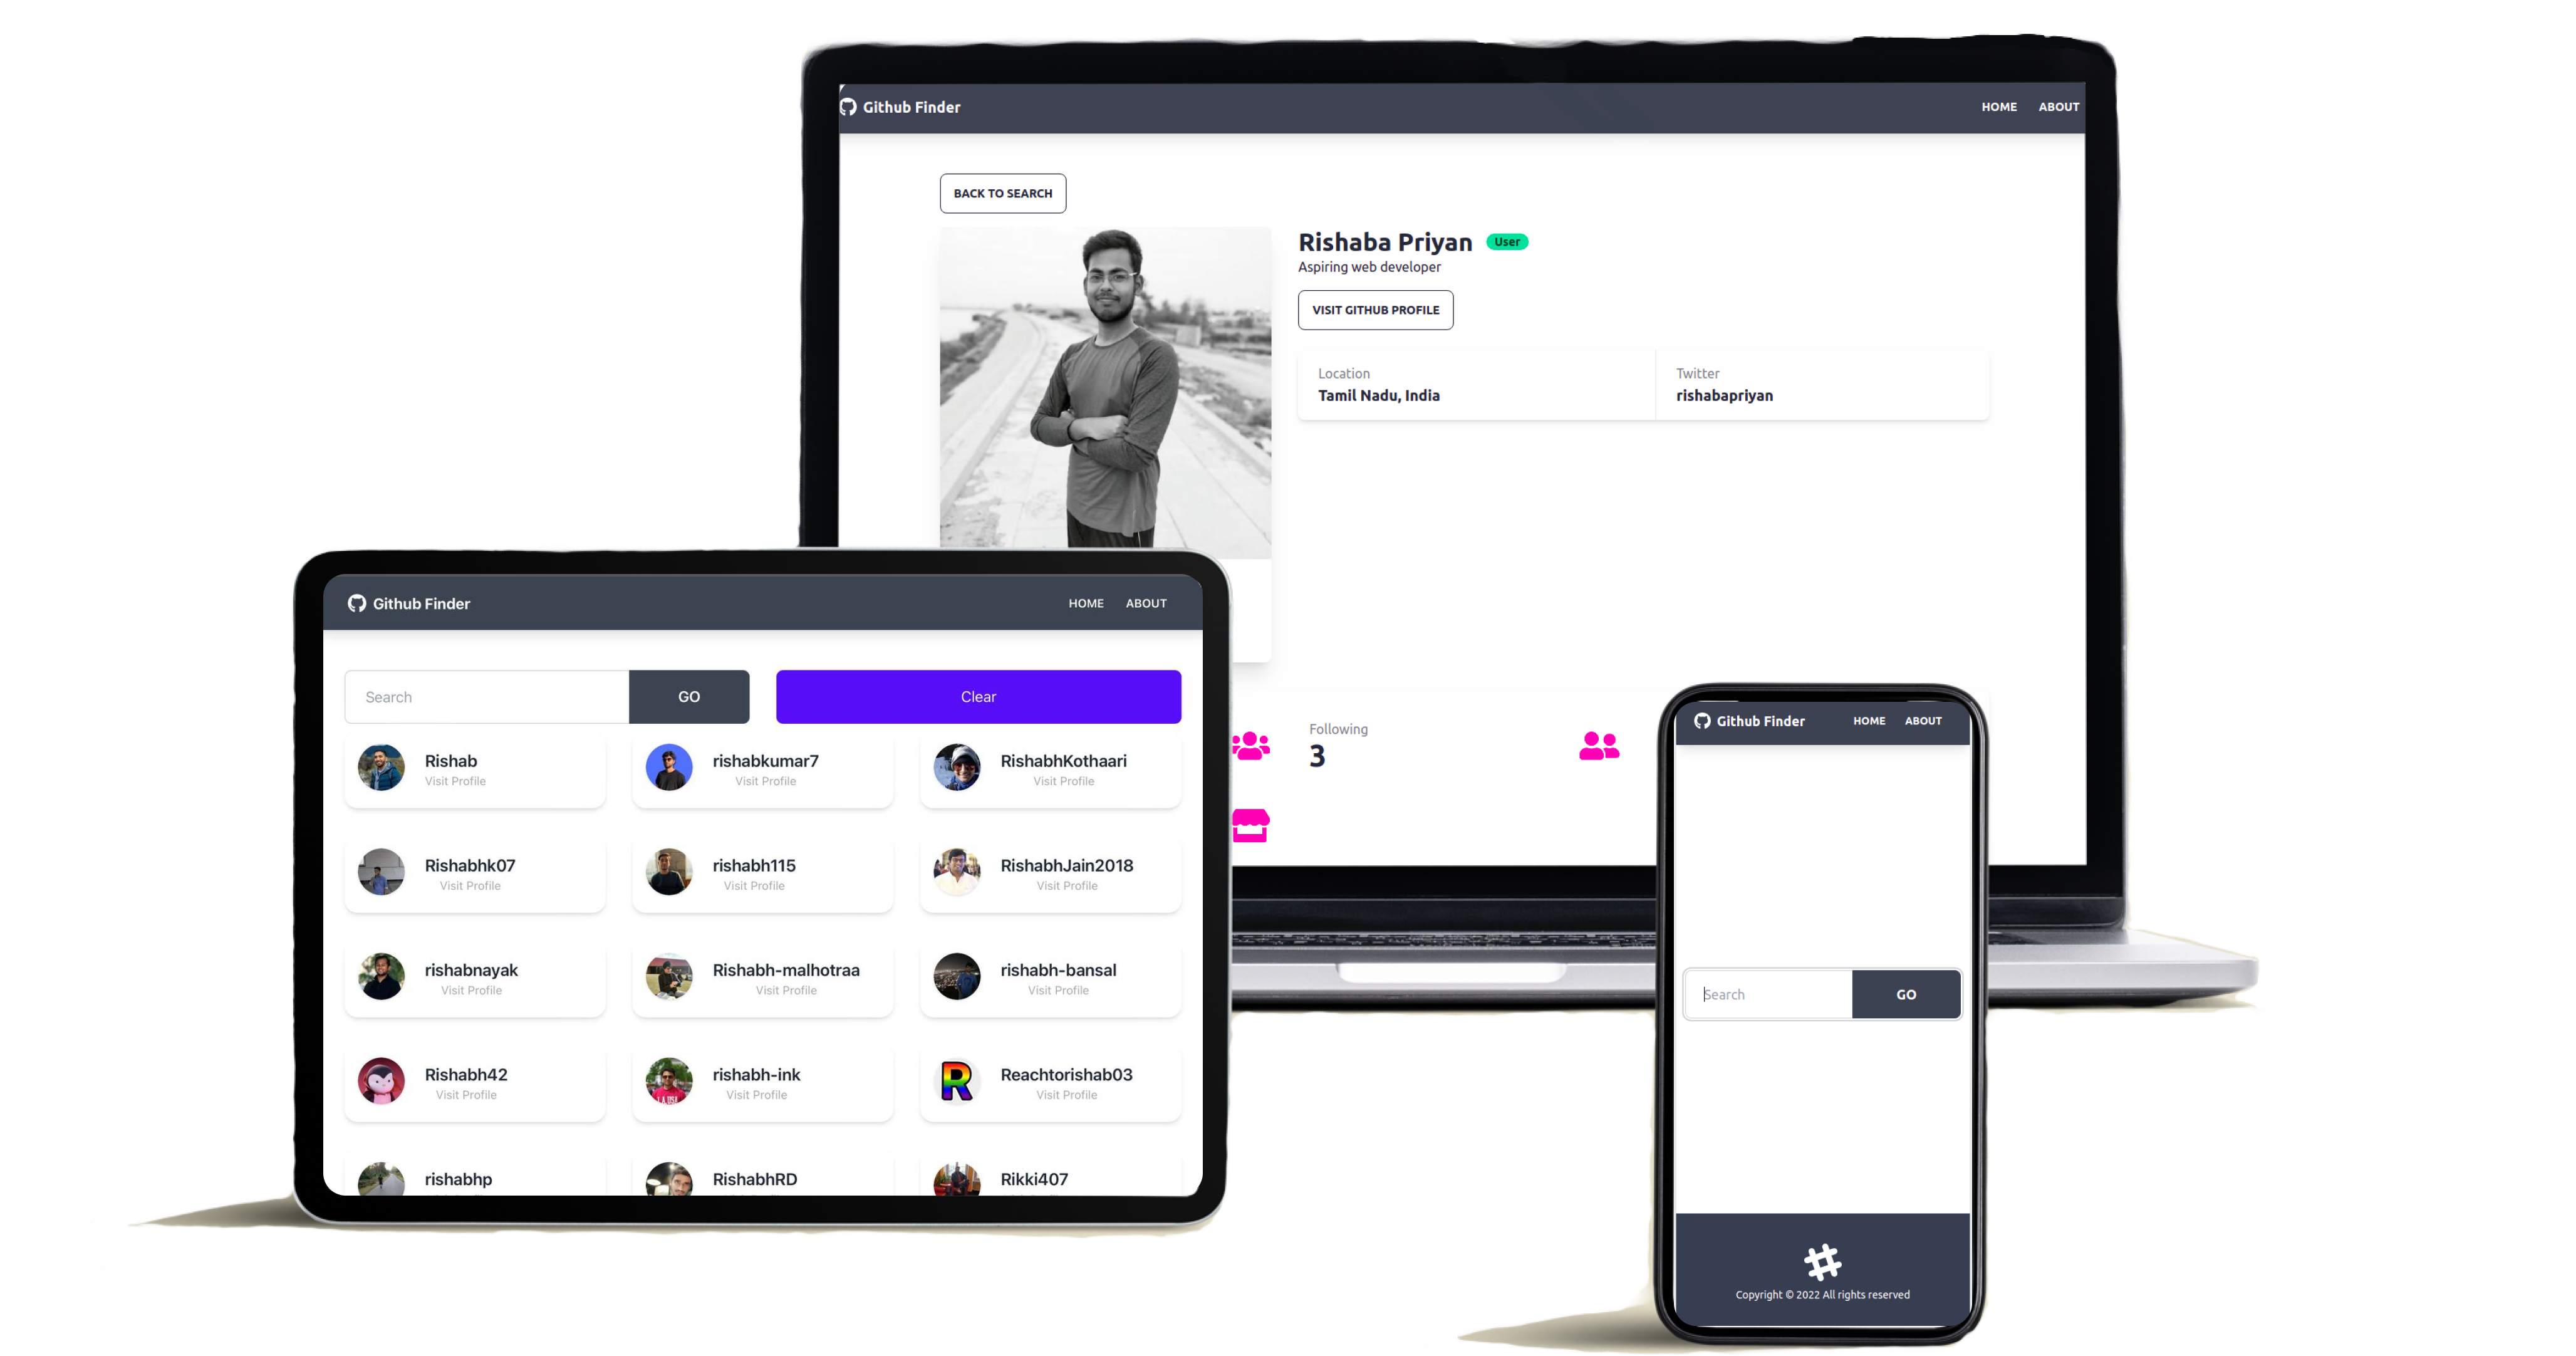 Github Finder
HOME ABOUT
BACK TO SEARCH
Rishaba Priyan User
Aspiring web developer
VISIT GITHUB PROFILE
Location
Tamil Nadu, India
Twitter
rishabapriyan
Following
3
Github Finder
HOME ABOUT
Search GO Clear
Rishab
Visit Profile
rishabkumar7
Visit Profile
RishabhKothaari
Visit Profile
Rishabhk07
Visit Profile
rishabh115
Visit Profile
RishabhJain2018
Visit Profile
rishabnayak
Visit Profile
Rishabh-malhotraa
Visit Profile
rishabh-bansal
Visit Profile
Rishabh42
Visit Profile
rishabh-ink
Visit Profile
R
Reachtorishab03
Visit Profile
rishabhp
RishabhRD
Rikki407
Github Finder
HOME ABOUT
Search GO
Copyright © 2022 All rights reserved